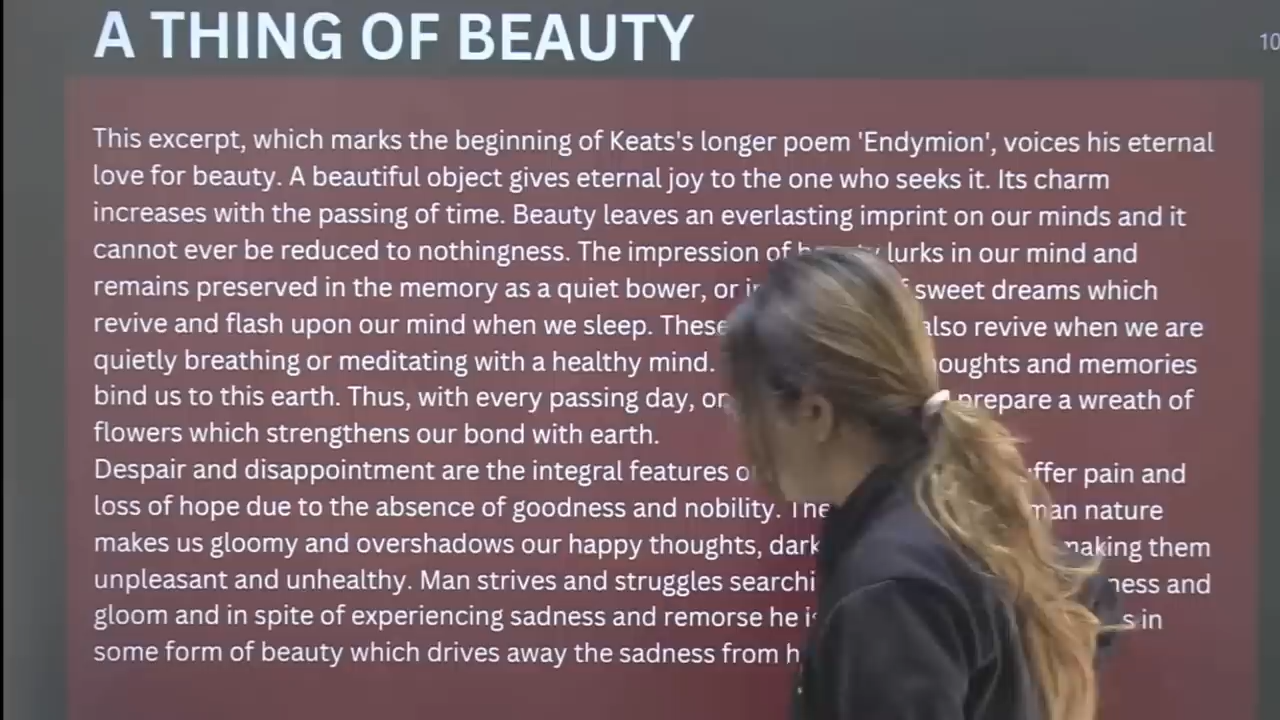 A THING OF BEAUTY
10
This excerpt, which marks the beginning of Keats's longer poem 'Endymion', voices his eternal
love for beauty. A beautiful object gives eternal joy to the one who seeks it. Its charm
increases with the passing of time. Beauty leaves an everlasting imprint on our minds and it
cannot ever be reduced to nothingness. The impression of lurks in our mind and
remains preserved in the memory as a quiet bower, or sweet dreams which
revive and flash upon our mind when we sleep. These also revive when we are
quietly breathing or meditating with a healthy mind. and memories
bind us to this earth. Thus, with every passing day, prepare a wreath of
flowers which strengthens our bond with earth.
Despair and disappointment are the integral features pain and
loss of hope due to the absence of goodness and nobility. nature
makes us gloomy and overshadows our happy thoughts, making them
unpleasant and unhealthy. Man strives and struggles and
gloom and in spite of experiencing sadness and remorse he in
some form of beauty which drives away the sadness from